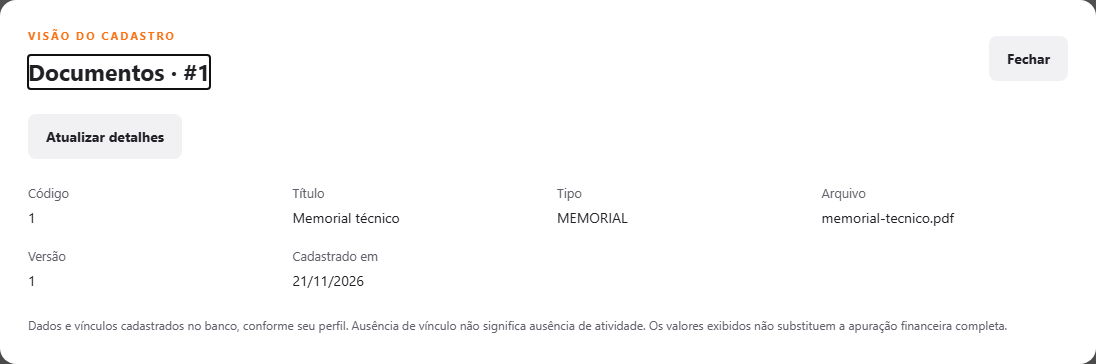 VISÃO DO CADASTRO
Documentos · #1
Fechar
Atualizar detalhes
Código Título Tipo Arquivo
1 Memorial técnico MEMORIAL memorial-tecnico.pdf
Versão Cadastrado em
1 21/11/2026
Dados e vínculos cadastrados no banco, conforme seu perfil. Ausência de vínculo não significa ausência de atividade. Os valores exibidos não substituem a apuração financeira completa.